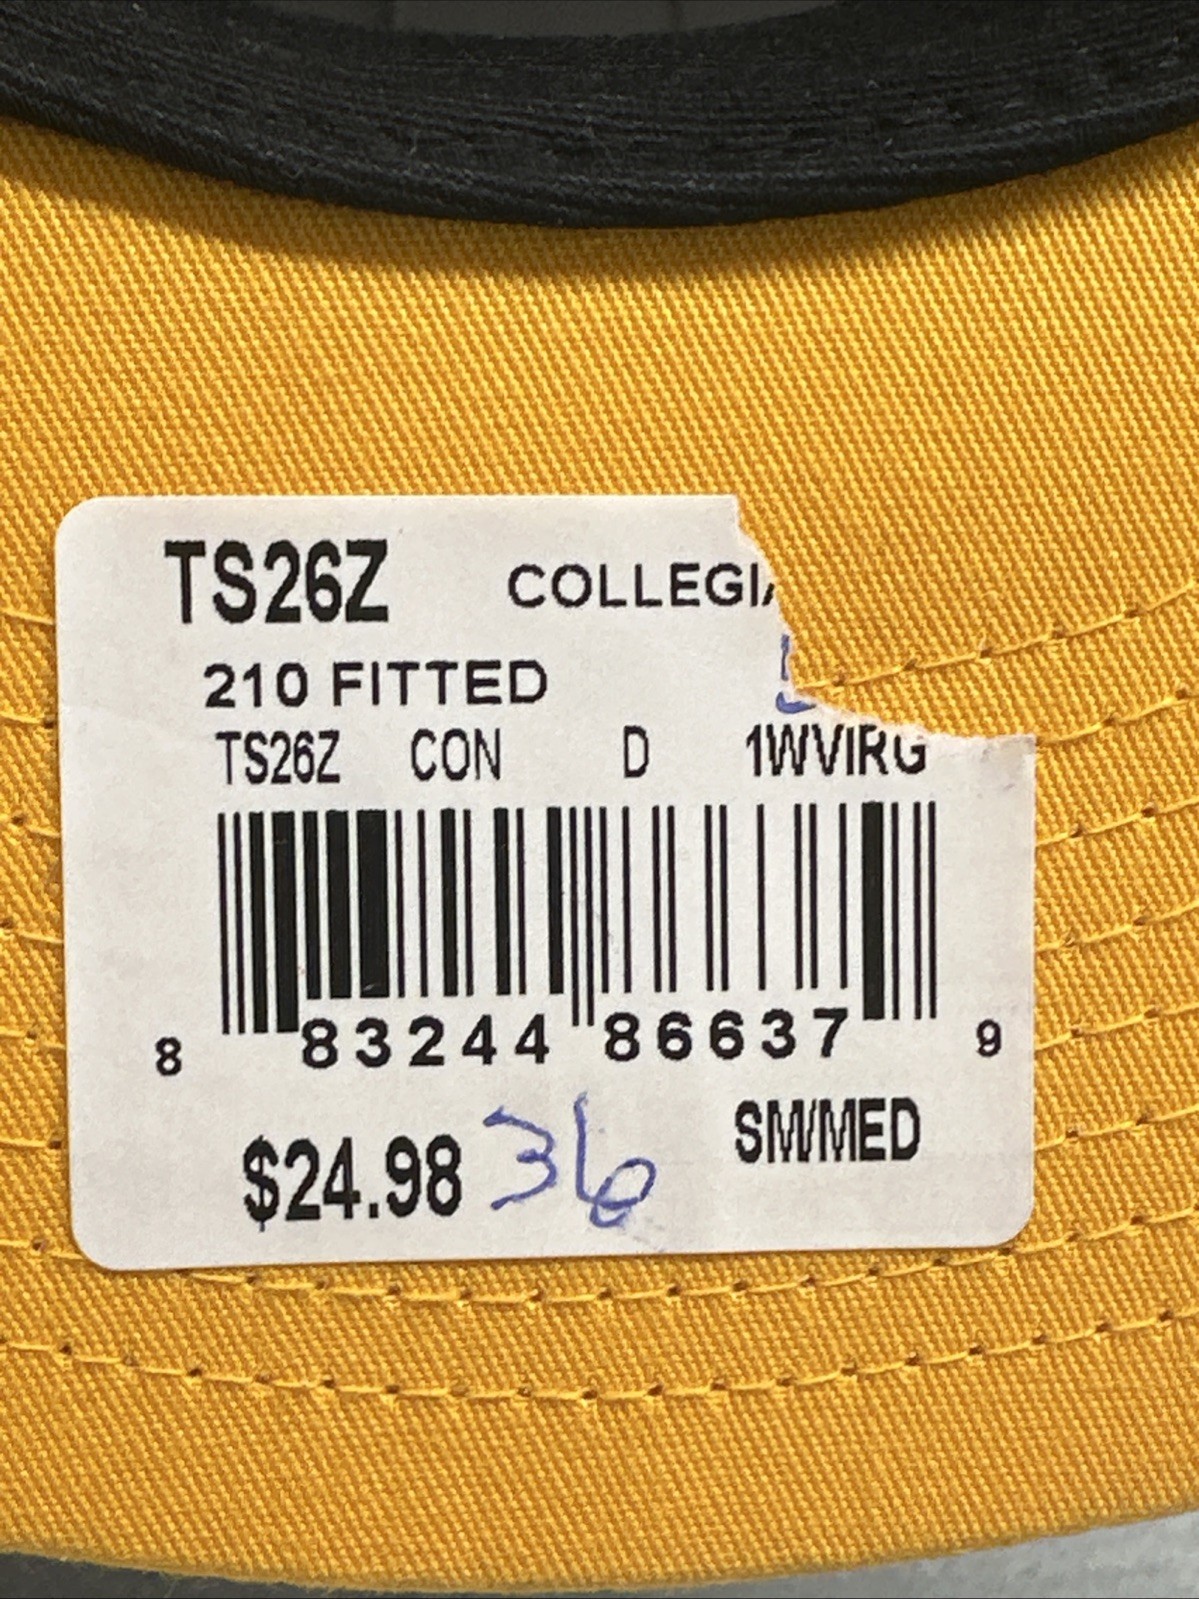 TS26Z COLLEGI
210 FITTED
TS26Z CON D 1WVIRG
8 83244 86637 9
$24.98 36 SM/MED